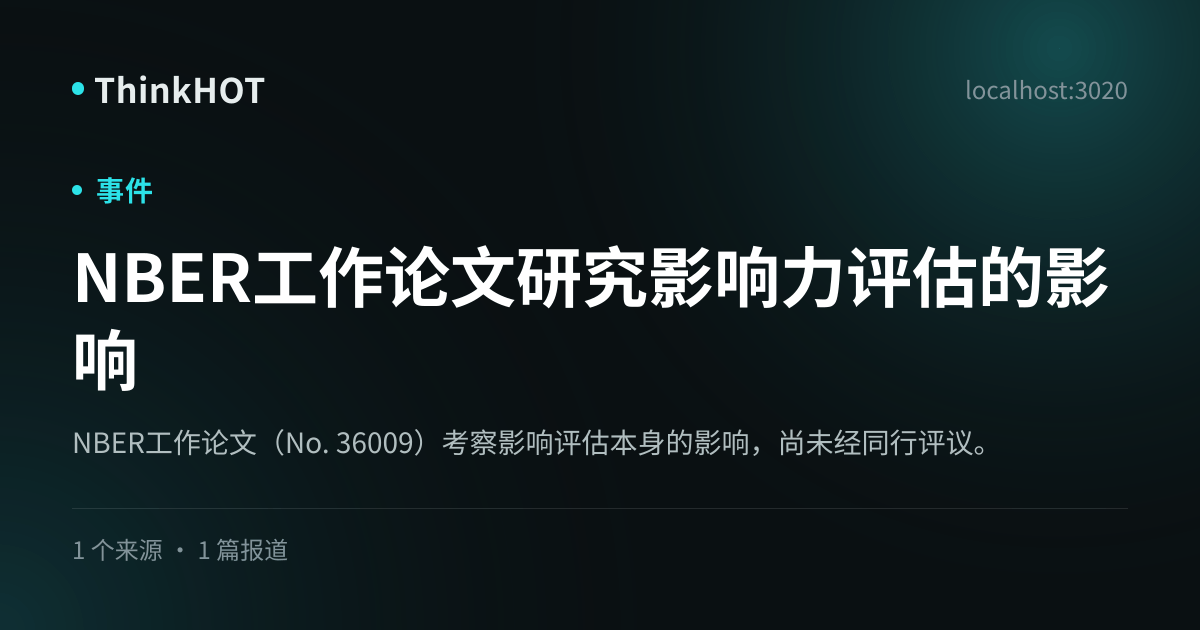 ThinkHOT
localhost:3020
事件
NBER工作论文研究影响力评估的影
响
NBER工作论文（No. 36009）考察影响评估本身的影响，尚未经同行评议。
1 个来源 · 1 篇报道